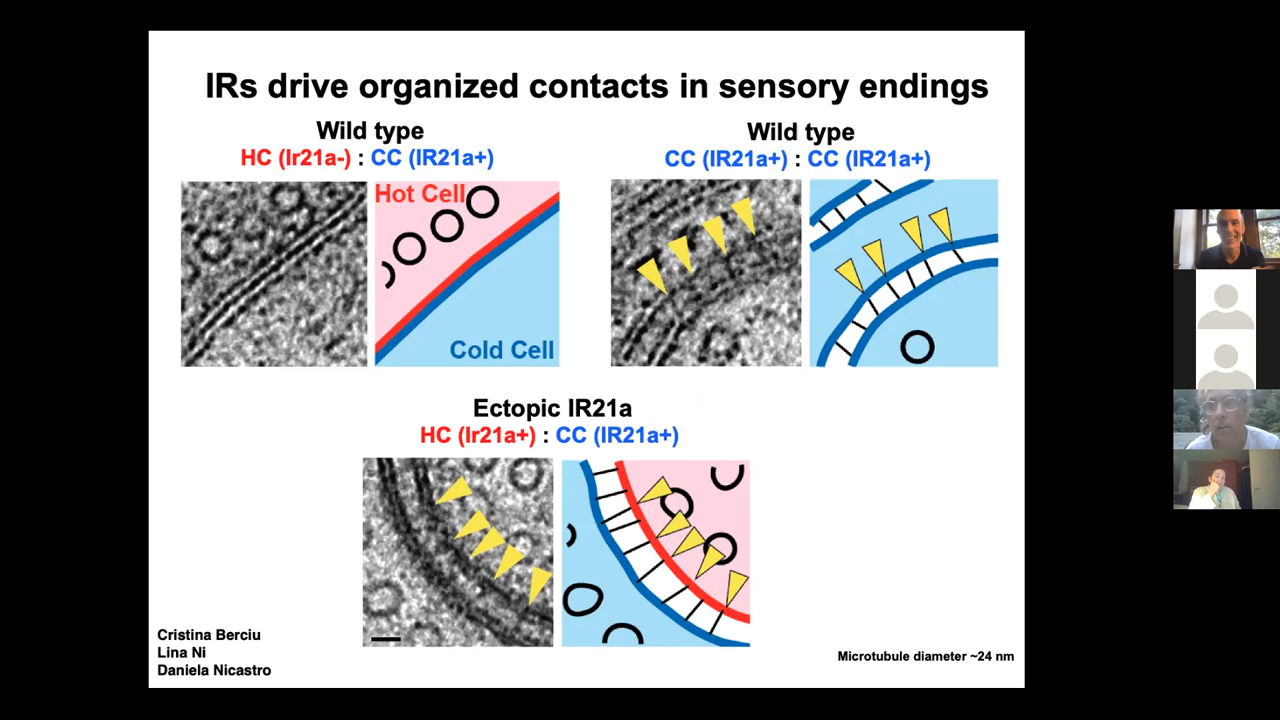 IRs drive organized contacts in sensory endings
Wild type
HC (Ir21a-) : CC (IR21a+)
Hot Cell
Cold Cell
Wild type
CC (IR21a+) : CC (IR21a+)
Ectopic IR21a
HC (Ir21a+) : CC (IR21a+)
Cristina Berciu
Lina Ni
Daniela Nicastro
Microtubule diameter ~24 nm